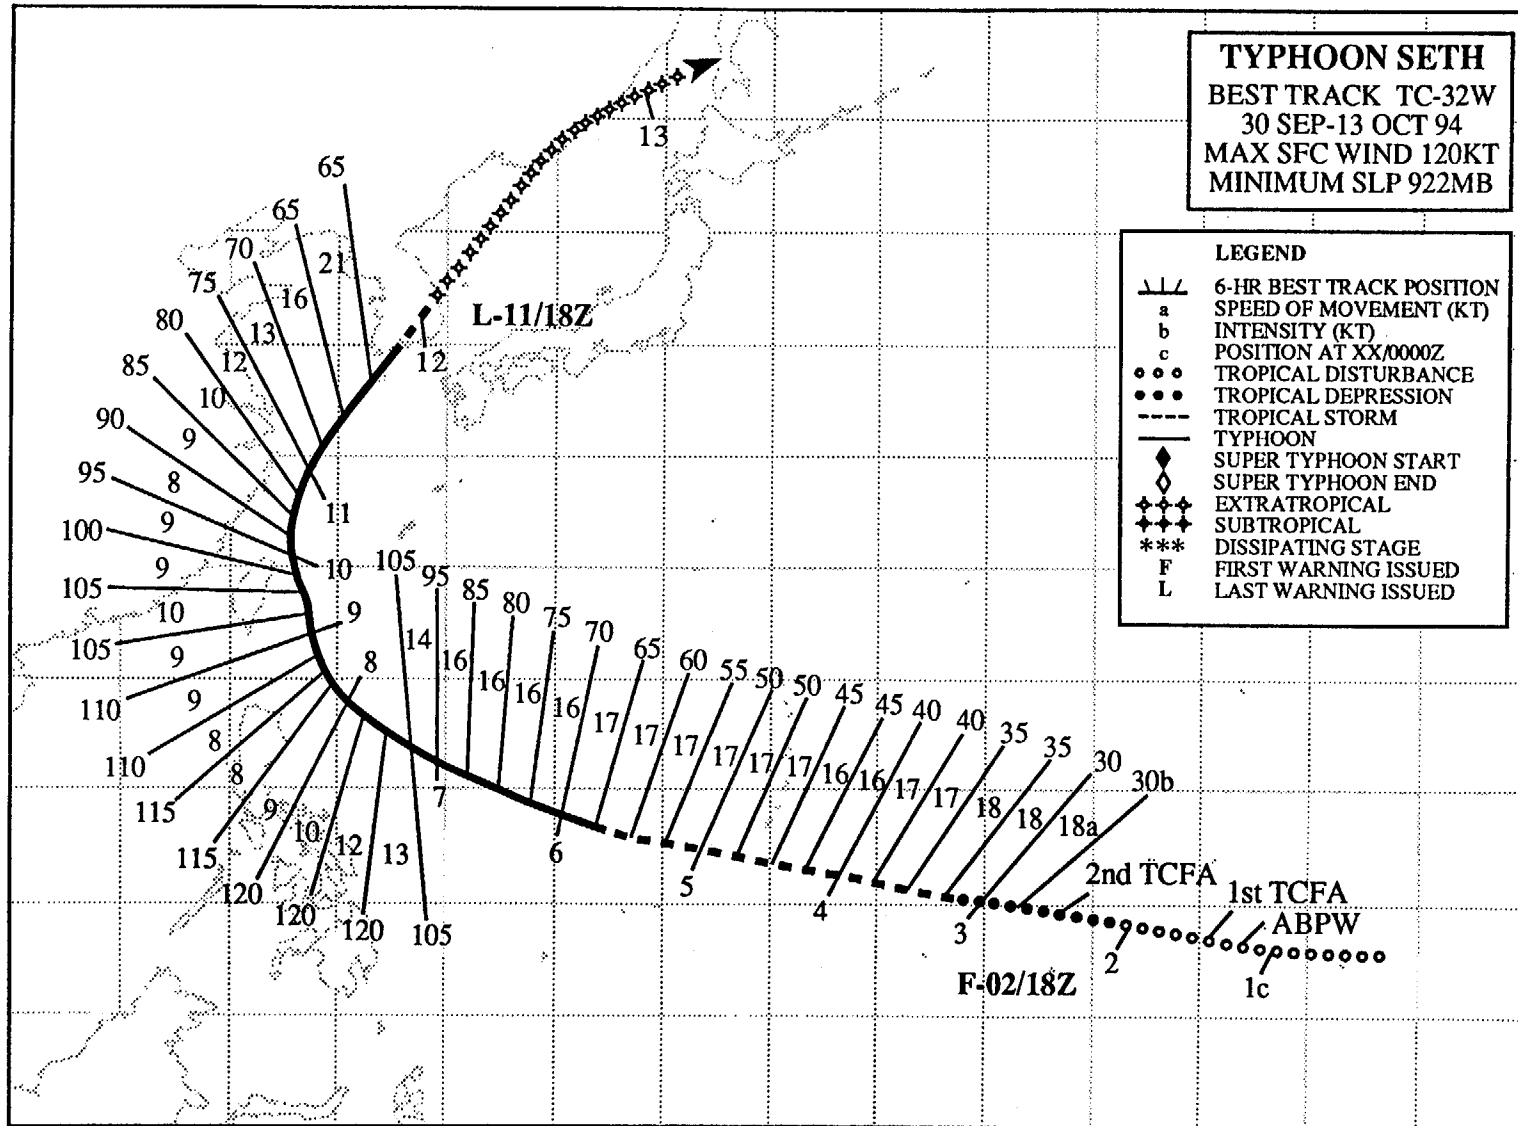 TYPHOON SETH
BEST TRACK TC-32W
30 SEP-13 OCT 94
MAX SFC WIND 120KT
MINIMUM SLP 922MB
LEGEND
6-HR BEST TRACK POSITION
a SPEED OF MOVEMENT (KT)
b INTENSITY (KT)
c POSITION AT XX/0000Z
TROPICAL DISTURBANCE
TROPICAL DEPRESSION
TROPICAL STORM
TYPHOON
SUPER TYPHOON START
SUPER TYPHOON END
EXTRATROPICAL
SUBTROPICAL
*** DISSIPATING STAGE
F FIRST WARNING ISSUED
L LAST WARNING ISSUED
13
L-11/18Z
12
65
65
70
75
80
85
90
95
100
105
105
110
110
115
115
120
120
120
105
21
16
13
12
10
9
8
9
9
10
9
9
8
8
9
10
12
13
11
10
9
8
105
95
85
80
75
70
65
60
55
50
50
45
45
40
40
35
35
30
30b
14
16
16
16
16
17
17
17
17
17
17
16
16
17
17
18
18
18a
7
6
5
4
3
2
1c
2nd TCFA
1st TCFA
ABPW
F-02/18Z